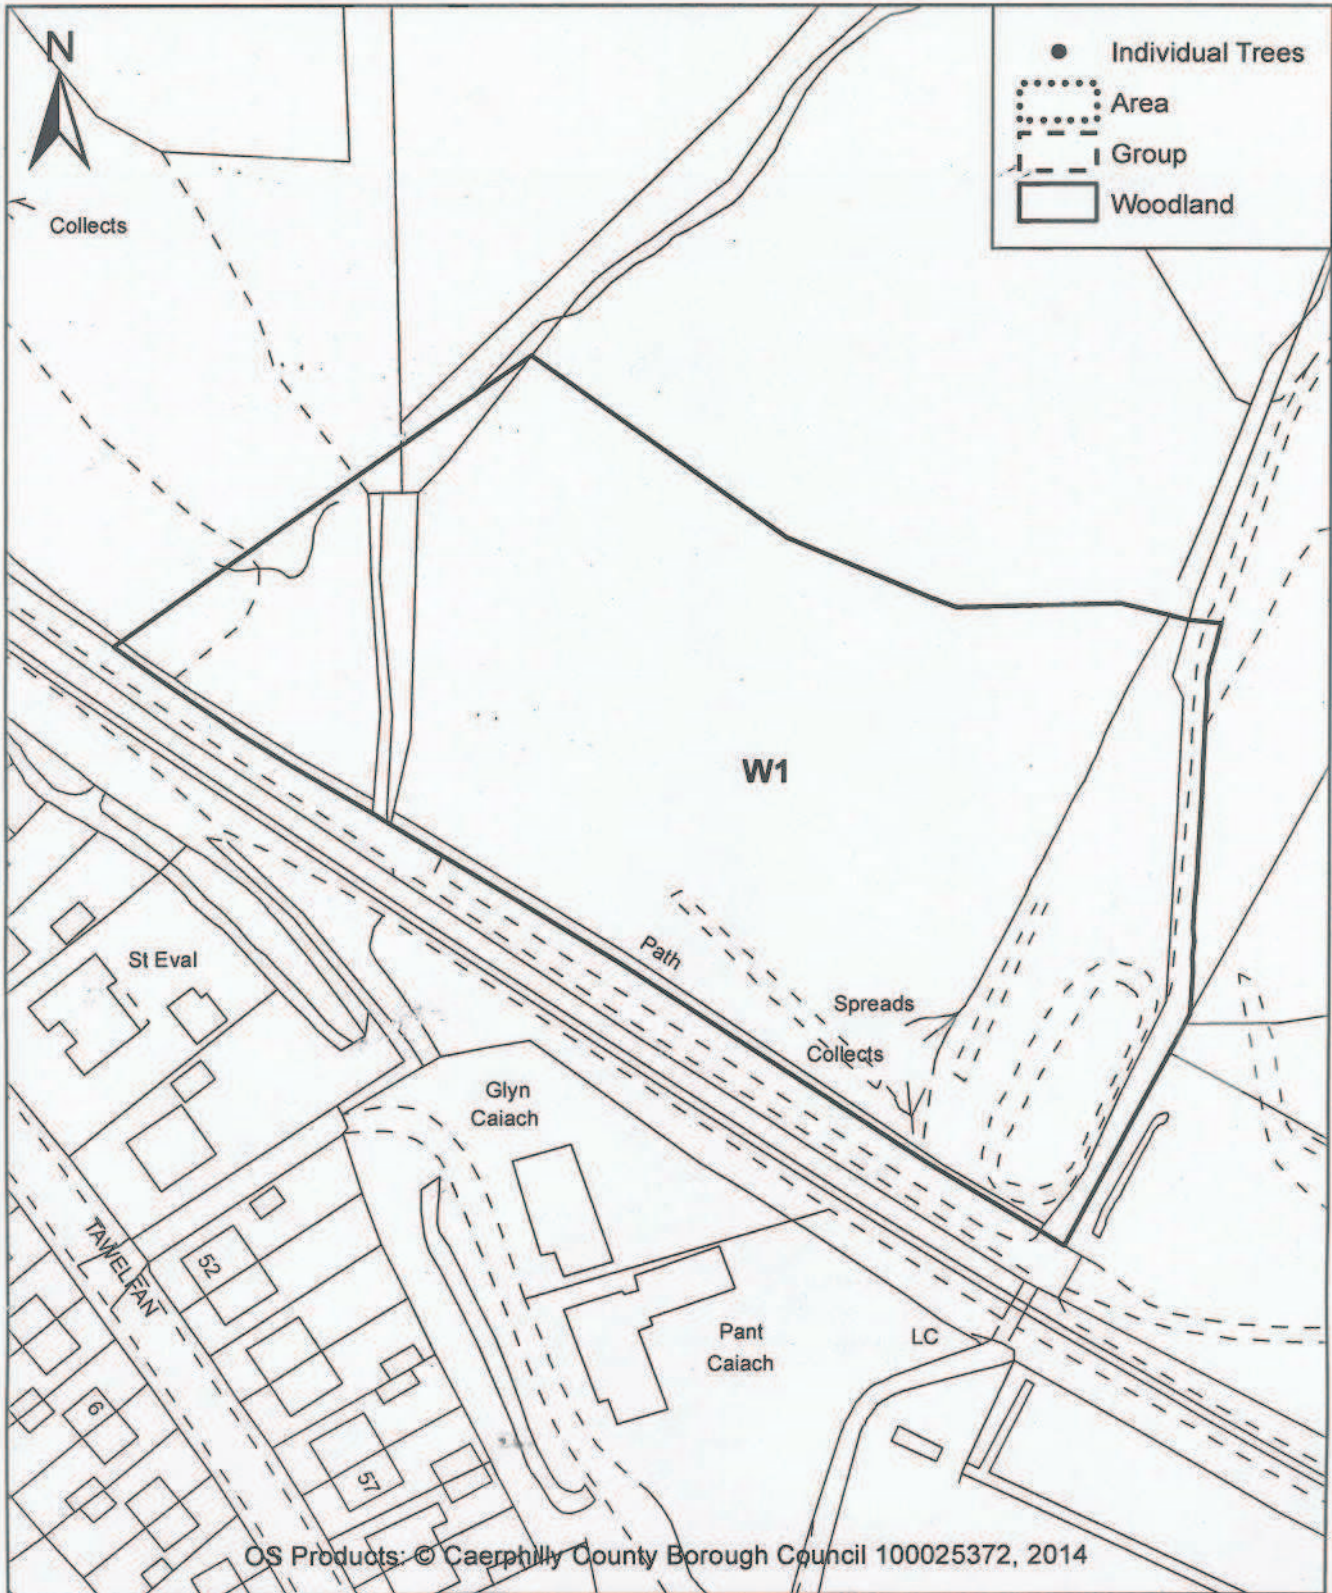 N
Individual Trees
Area
Group
Woodland
Collects
W1
Path
St Eval
Spreads
Collects
Glyn
Caiach
TAWELFAN
52
Pant
Caiach
LC
6
57
OS Products: © Caerphilly County Borough Council 100025372, 2014